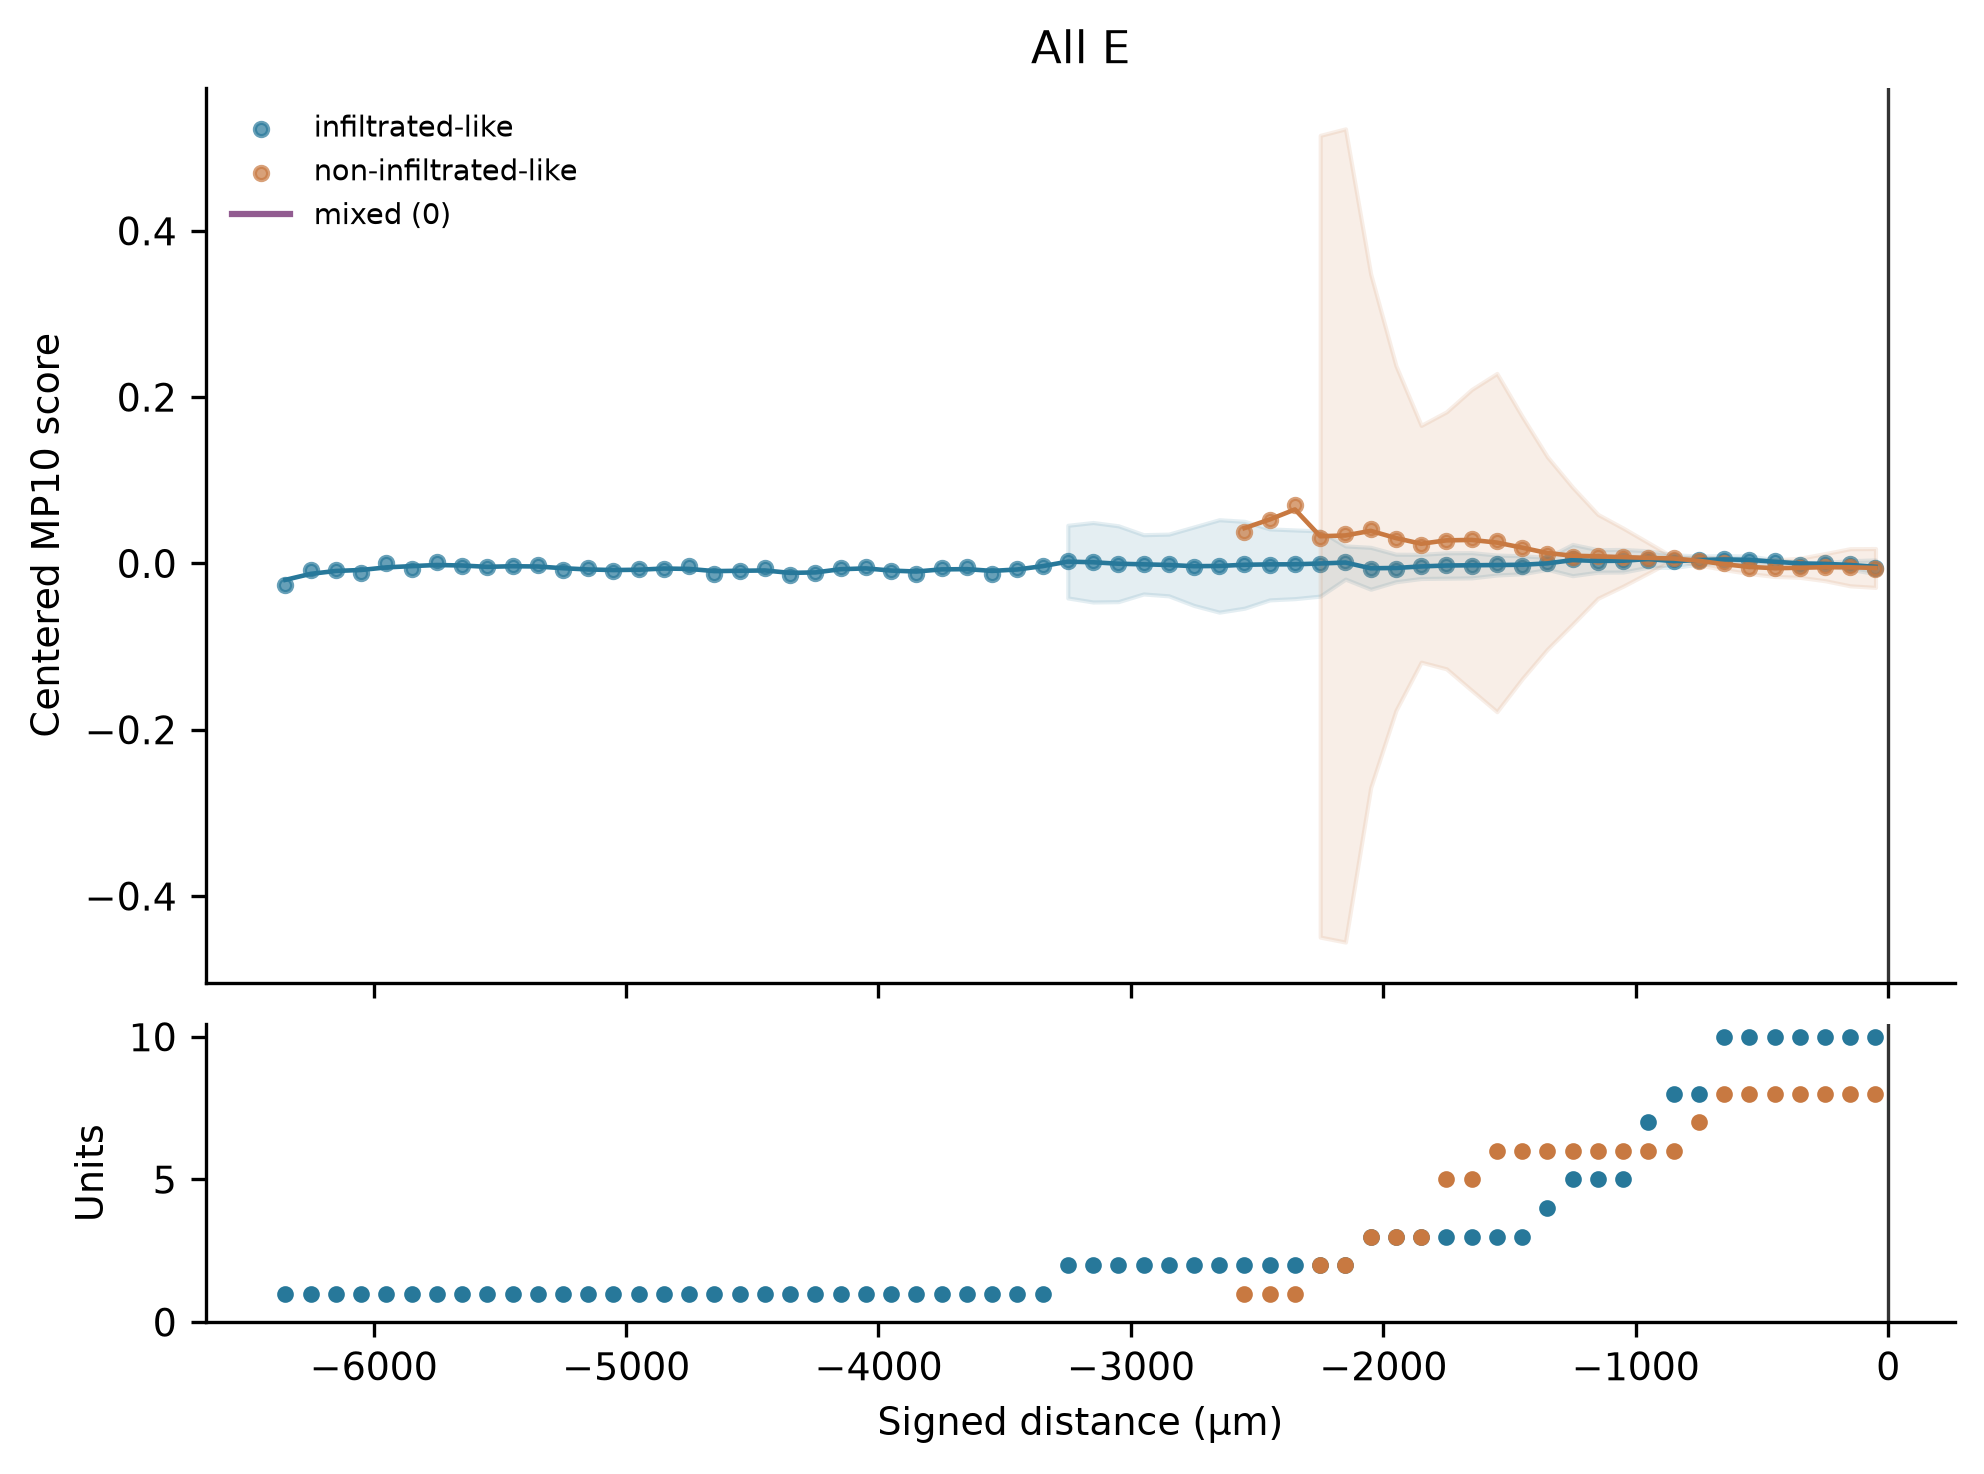 All E
infiltrated-like
non-infiltrated-like
mixed (0)
Centered MP10 score
0.4
0.2
0.0
−0.2
−0.4
Units
10
5
0
−6000 −5000 −4000 −3000 −2000 −1000 0
Signed distance (µm)